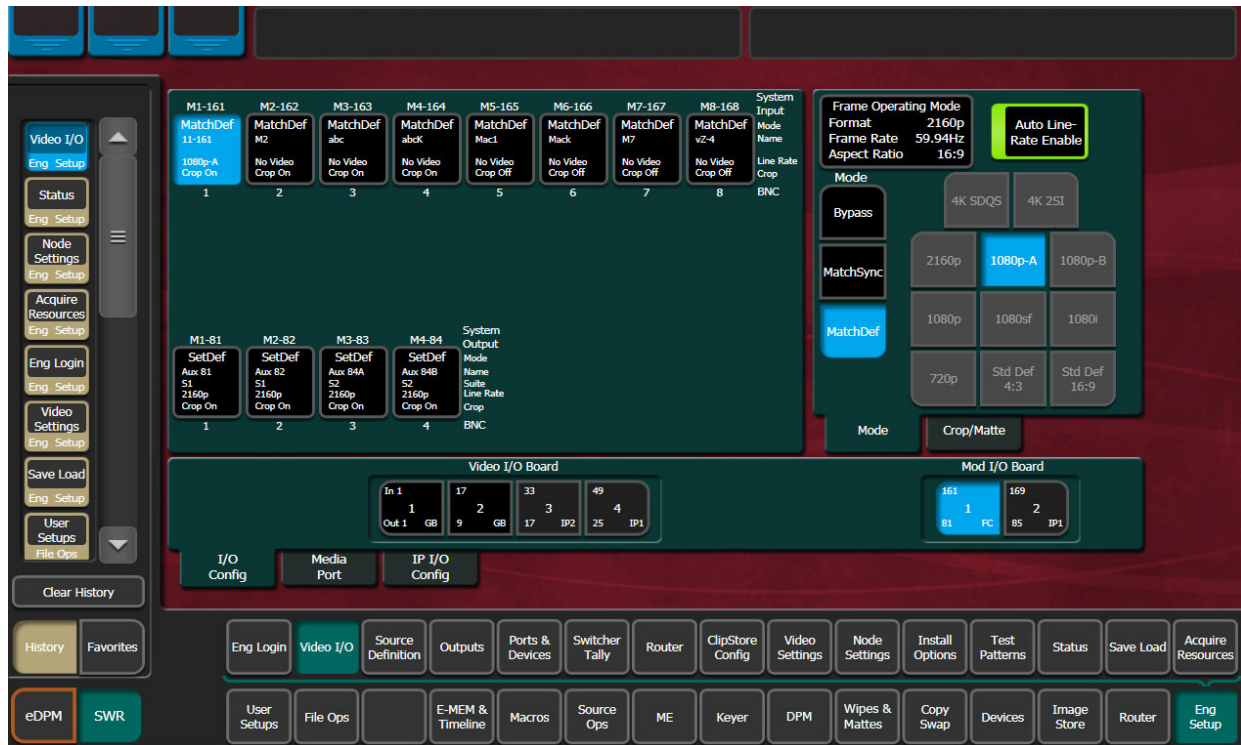 Video I/O
Eng Setup
Status
Eng Setup
Node
Settings
Eng Setup
Acquire
Resources
Eng Setup
Eng Login
Eng Setup
Video
Settings
Eng Setup
Save Load
Eng Setup
User
Setups
File Ops
Clear History
History Favorites
eDPM SWR
M1-161 M2-162 M3-163 M4-164 M5-165 M6-166 M7-167 M8-168 System
Input
MatchDef MatchDef MatchDef MatchDef MatchDef MatchDef MatchDef MatchDef Mode
11-161 M2 abc abcK Mac1 Mack M7 vZ-4 Name
1080p-A No Video No Video No Video No Video No Video No Video No Video Line Rate
Crop On Crop On Crop On Crop On Crop Off Crop Off Crop Off Crop Off Crop
1 2 3 4 5 6 7 8 BNC
M1-81 M2-82 M3-83 M4-84 System
Output
SetDef SetDef SetDef SetDef Mode
Aux 81 Aux 82 Aux 84A Aux 84B Name
S1 S1 S2 S2 Suite
2160p 2160p 2160p 2160p Line Rate
Crop On Crop On Crop On Crop On Crop
1 2 3 4 BNC
Frame Operating Mode
Format 2160p
Frame Rate 59.94Hz
Aspect Ratio 16:9
Auto Line-
Rate Enable
Mode
Bypass
MatchSync
MatchDef
4K SDQS 4K 2SI
2160p 1080p-A 1080p-B
1080p 1080sf 1080i
720p Std Def
4:3 Std Def
16:9
Mode Crop/Matte
Video I/O Board
In 1 17 33 49
1 2 3 4
Out 1 GB 9 GB 17 IP2 25 IP1
Mod I/O Board
161 169
1 2
81 FC 85 IP1
I/O
Config
Media
Port
IP I/O
Config
Eng Login Video I/O Source
Definition Outputs Ports &
Devices Switcher
Tally Router ClipStore
Config Video
Settings Node
Settings Install
Options Test
Patterns Status Save Load Acquire
Resources
User
Setups File Ops E-MEM &
Timeline Macros Source
Ops ME Keyer DPM Wipes &
Mattes Copy
Swap Devices Image
Store Router Eng
Setup